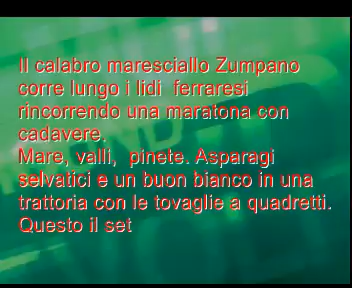 Il calabro maresciallo Zumpano
corre lungo i lidi  ferraresi
rincorrendo una maratona con
cadavere.
Mare, valli,  pinete. Asparagi
selvatici e un buon bianco in una
trattoria con le tovaglie a quadretti.
Questo il set